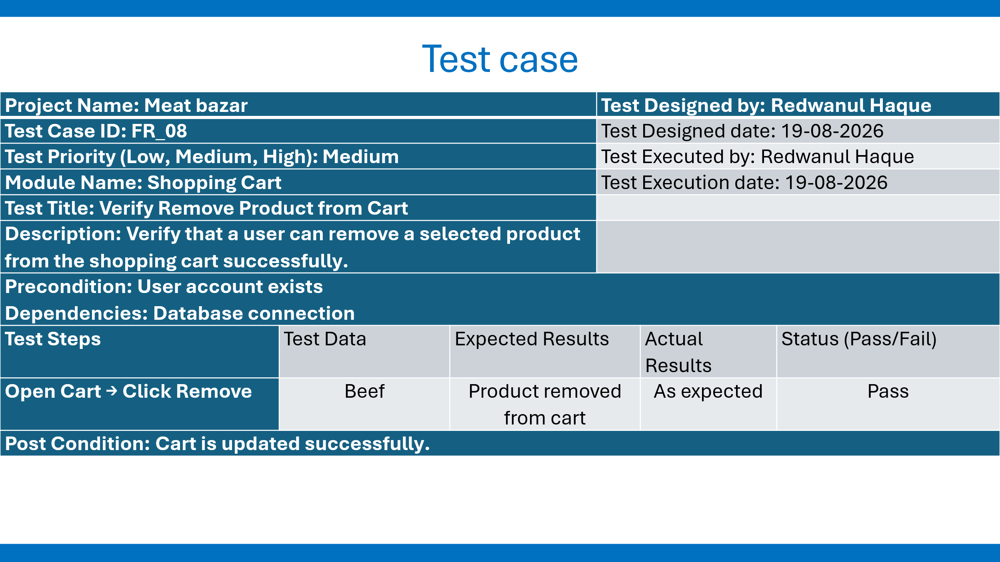 Test case
Project Name: Meat bazar
Test Designed by: Redwanul Haque
Test Case ID: FR_08
Test Designed date: 19-08-2026
Test Priority (Low, Medium, High): Medium
Test Executed by: Redwanul Haque
Module Name: Shopping Cart
Test Execution date: 19-08-2026
Test Title: Verify Remove Product from Cart
Description: Verify that a user can remove a selected product
from the shopping cart successfully.
Precondition: User account exists
Dependencies: Database connection
Test Steps
Test Data
Expected Results
Actual
Results
Status (Pass/Fail)
Open Cart → Click Remove
Beef
Product removed
from cart
As expected
Pass
Post Condition: Cart is updated successfully.